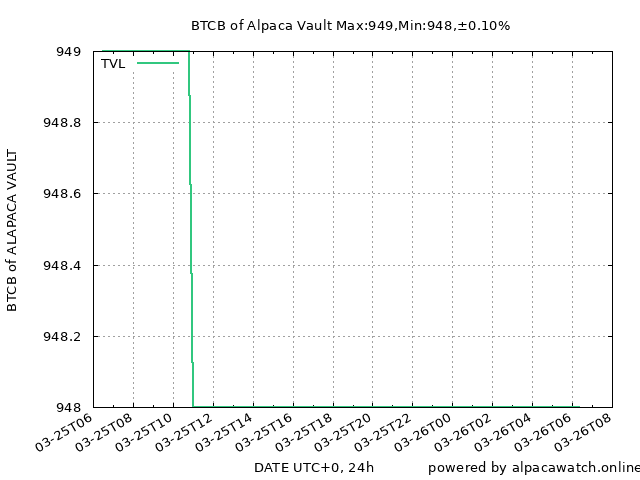 BTCB of Alpaca Vault Max:949,Min:948,±0.10%
TVL
949
948.8
948.6
948.4
948.2
948
BTCB of ALAPACA VAULT
03-25T06
03-25T08
03-25T10
03-25T12
03-25T14
03-25T16
03-25T18
03-25T20
03-25T22
03-26T00
03-26T02
03-26T04
03-26T06
03-26T08
DATE UTC+0, 24h
powered by alpacawatch.online